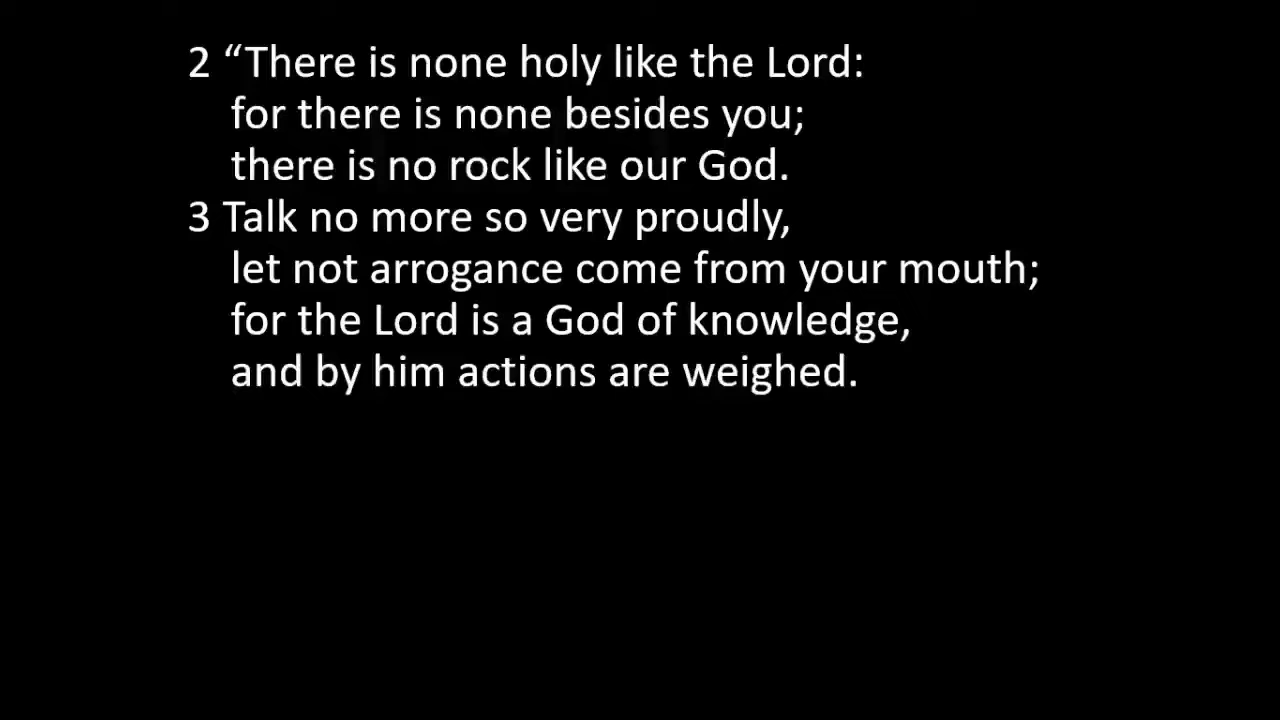 2 “There is none holy like the Lord:
for there is none besides you;
there is no rock like our God.
3 Talk no more so very proudly,
let not arrogance come from your mouth;
for the Lord is a God of knowledge,
and by him actions are weighed.